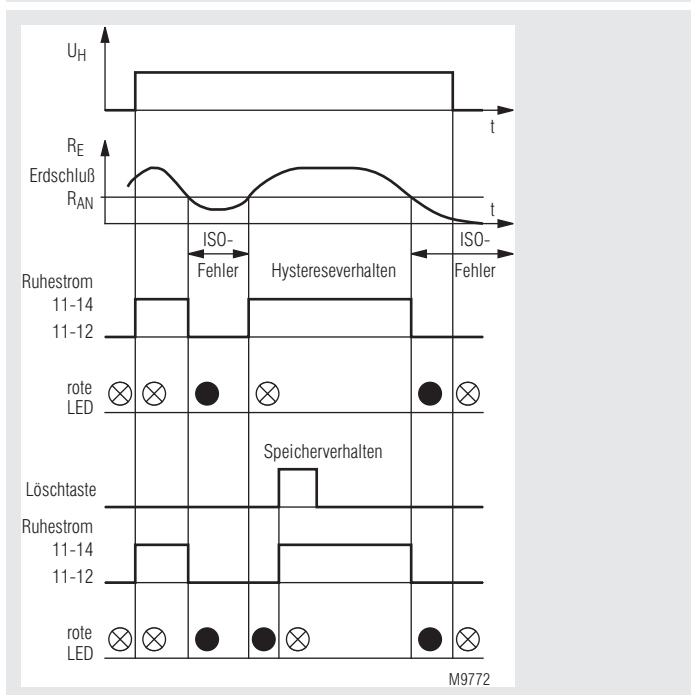 UH
t
RE
Erdschluß
RAN
t
ISO-
Fehler
Hystereseverhalten
ISO-
Fehler
Ruhestrom
11-14
11-12
rote
LED
Speicherverhalten
Löschtaste
Ruhestrom
11-14
11-12
rote
LED
M9772